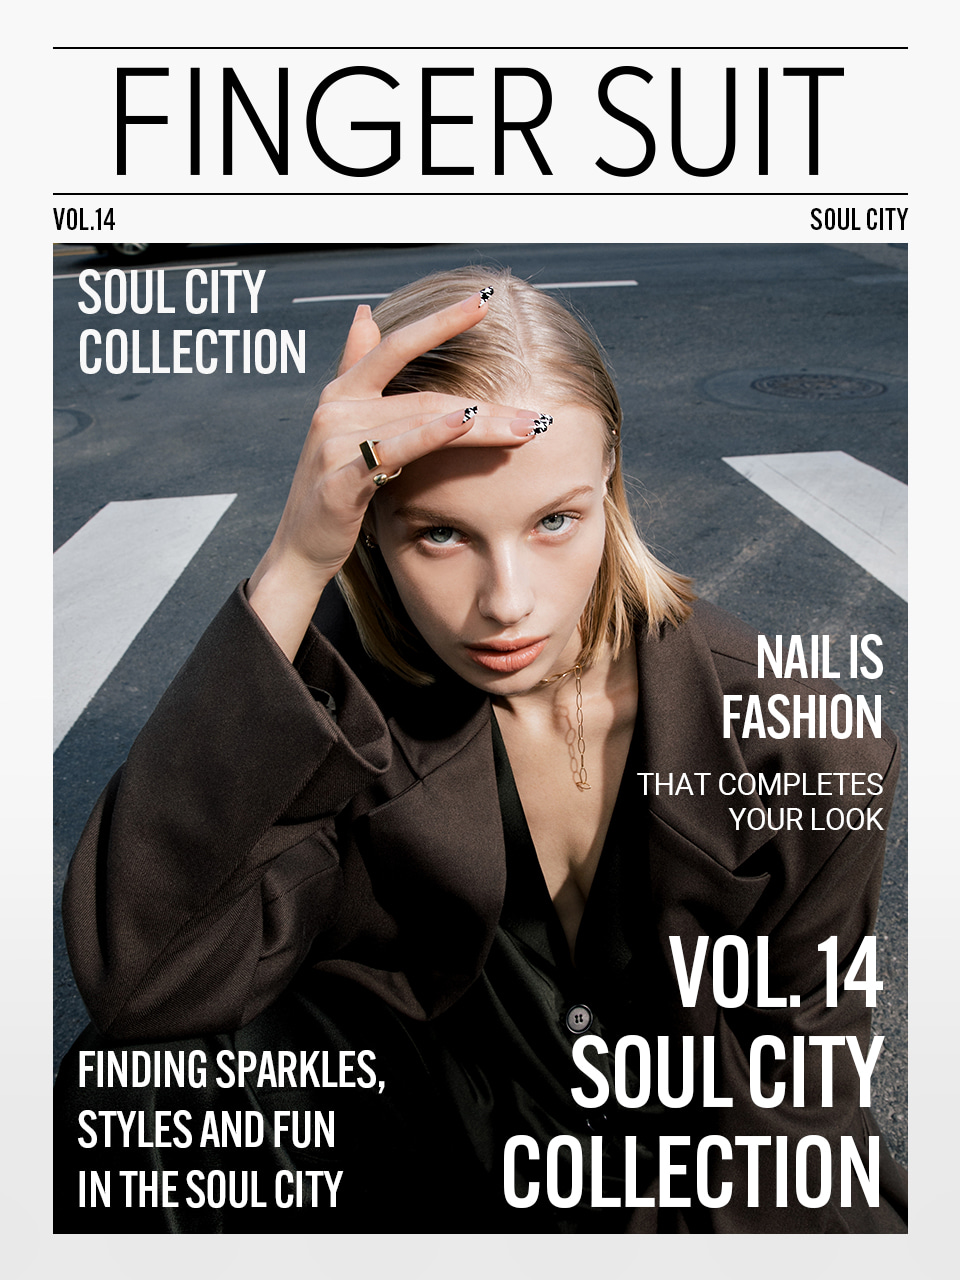 FINGER SUIT
VOL.14
SOUL CITY
SOUL CITY
COLLECTION
NAIL IS
FASHION
THAT COMPLETES
YOUR LOOK
VOL. 14
SOUL CITY
COLLECTION
FINDING SPARKLES,
STYLES AND FUN
IN THE SOUL CITY